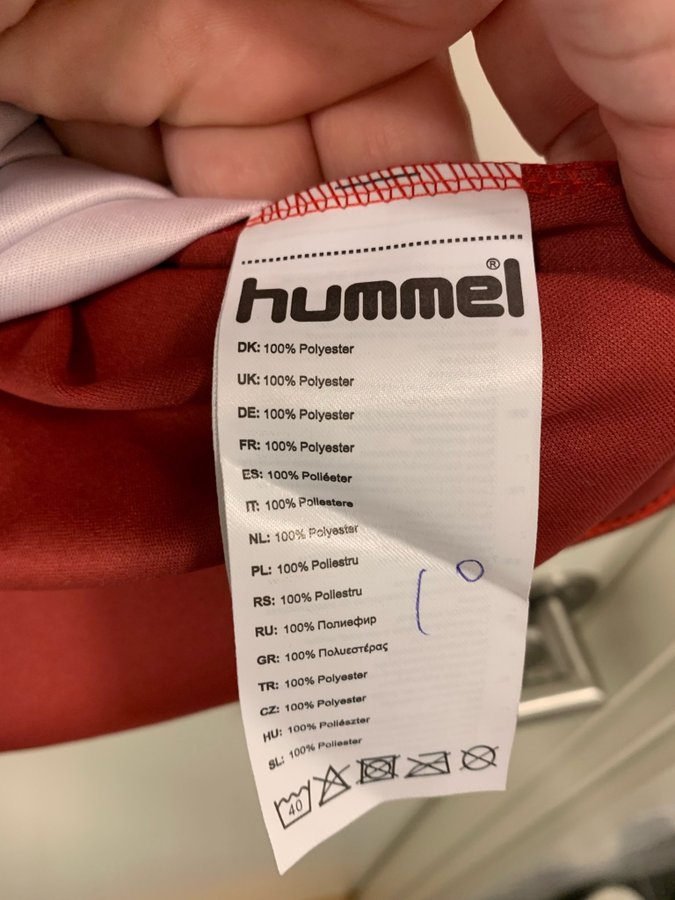 hummel®
DK: 100% Polyester
UK: 100% Polyester
DE: 100% Polyester
FR: 100% Polyester
ES: 100% Poliéster
IT: 100% Poliestere
NL: 100% Polyester
PL: 100% Poliestru
RS: 100% Poliestru
RU: 100% Полиефир
GR: 100% Πολυεστέρας
TR: 100% Polyester
CZ: 100% Polyester
HU: 100% Poliészter
SL: 100% Poliester
40